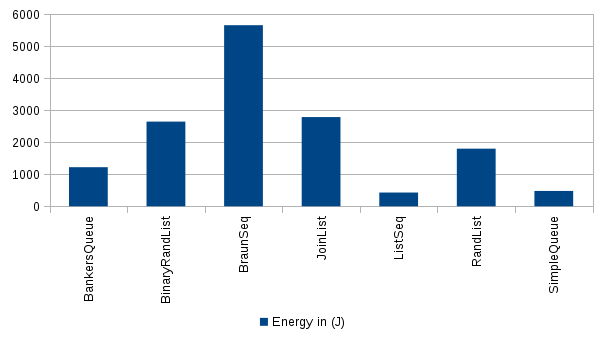 6000
5000
4000
3000
2000
1000
0
BankersQueue
BinaryRandList
BraunSeq
JoinList
ListSeq
RandList
SimpleQueue
Energy in (J)